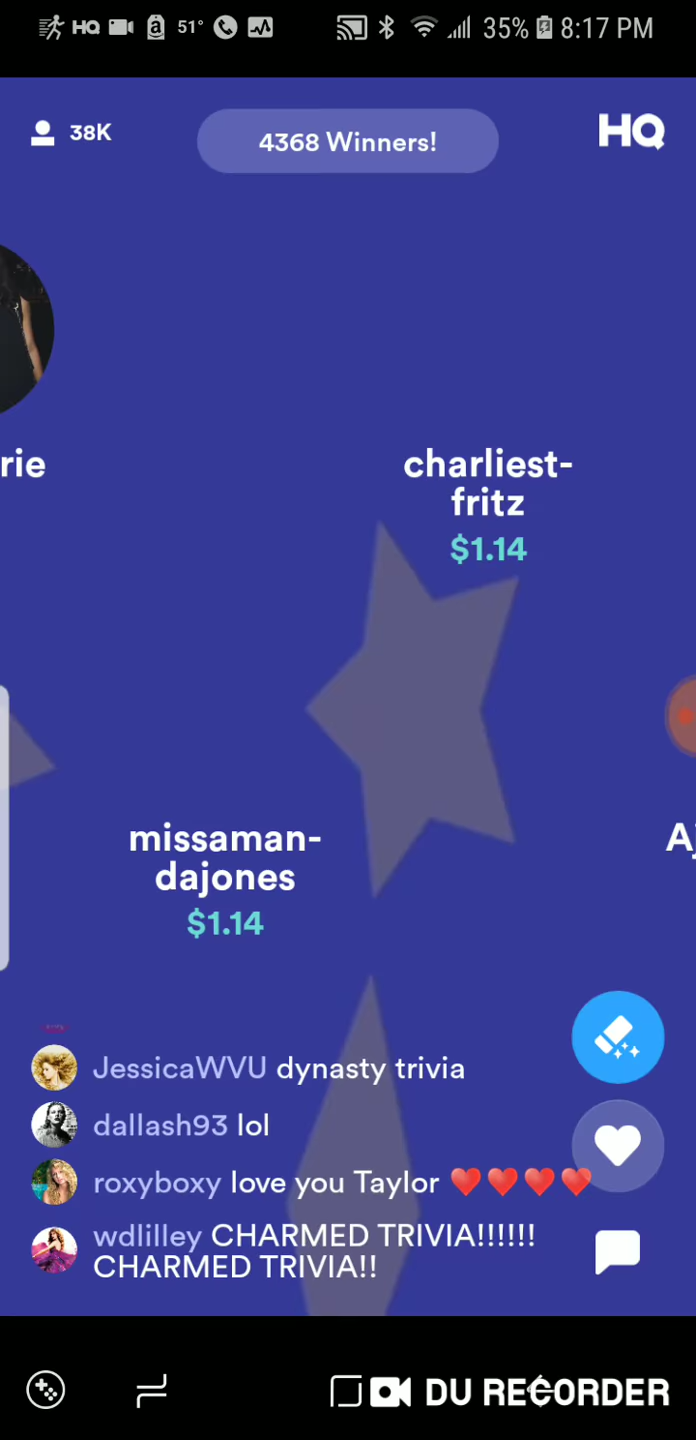 HQ 51° 35% 8:17 PM
38K 4368 Winners! HQ
rie
charliest-
fritz
$1.14
missaman-
dajones
$1.14
JessicaWVU dynasty trivia
dallash93 lol
roxyboxy love you Taylor ❤️❤️❤️❤️
wdlilley CHARMED TRIVIA!!!!!!
CHARMED TRIVIA!!
DU RECORDER